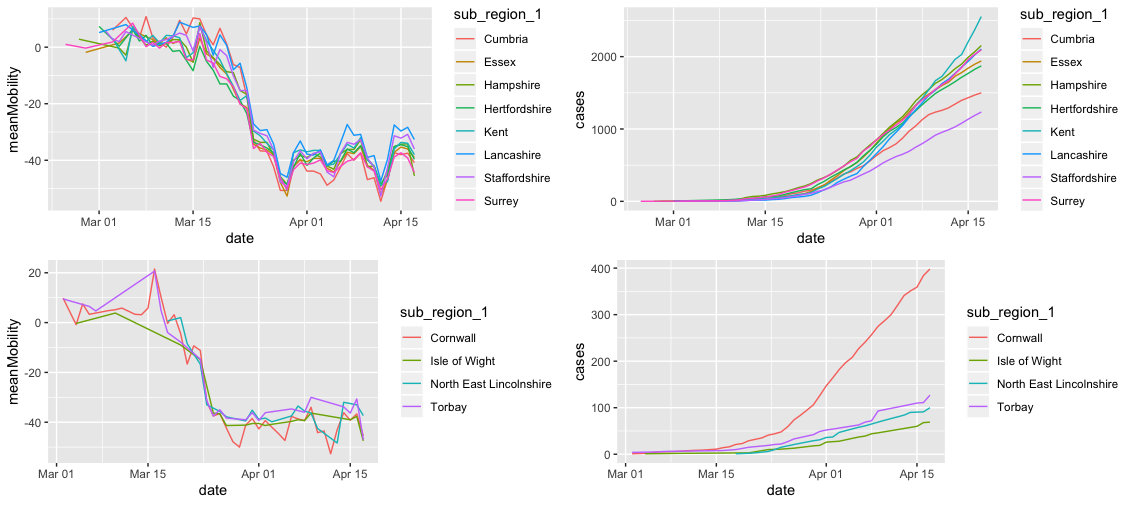 sub_region_1
Cumbria
Essex
Hampshire
Hertfordshire
Kent
Lancashire
Staffordshire
Surrey
meanMobility
0
-20
-40
Mar 01
Mar 15
Apr 01
Apr 15
date
sub_region_1
Cumbria
Essex
Hampshire
Hertfordshire
Kent
Lancashire
Staffordshire
Surrey
cases
2000
1000
0
Mar 01
Mar 15
Apr 01
Apr 15
date
sub_region_1
Cornwall
Isle of Wight
North East Lincolnshire
Torbay
meanMobility
20
0
-20
-40
Mar 01
Mar 15
Apr 01
Apr 15
date
sub_region_1
Cornwall
Isle of Wight
North East Lincolnshire
Torbay
cases
400
300
200
100
0
Mar 01
Mar 15
Apr 01
Apr 15
date